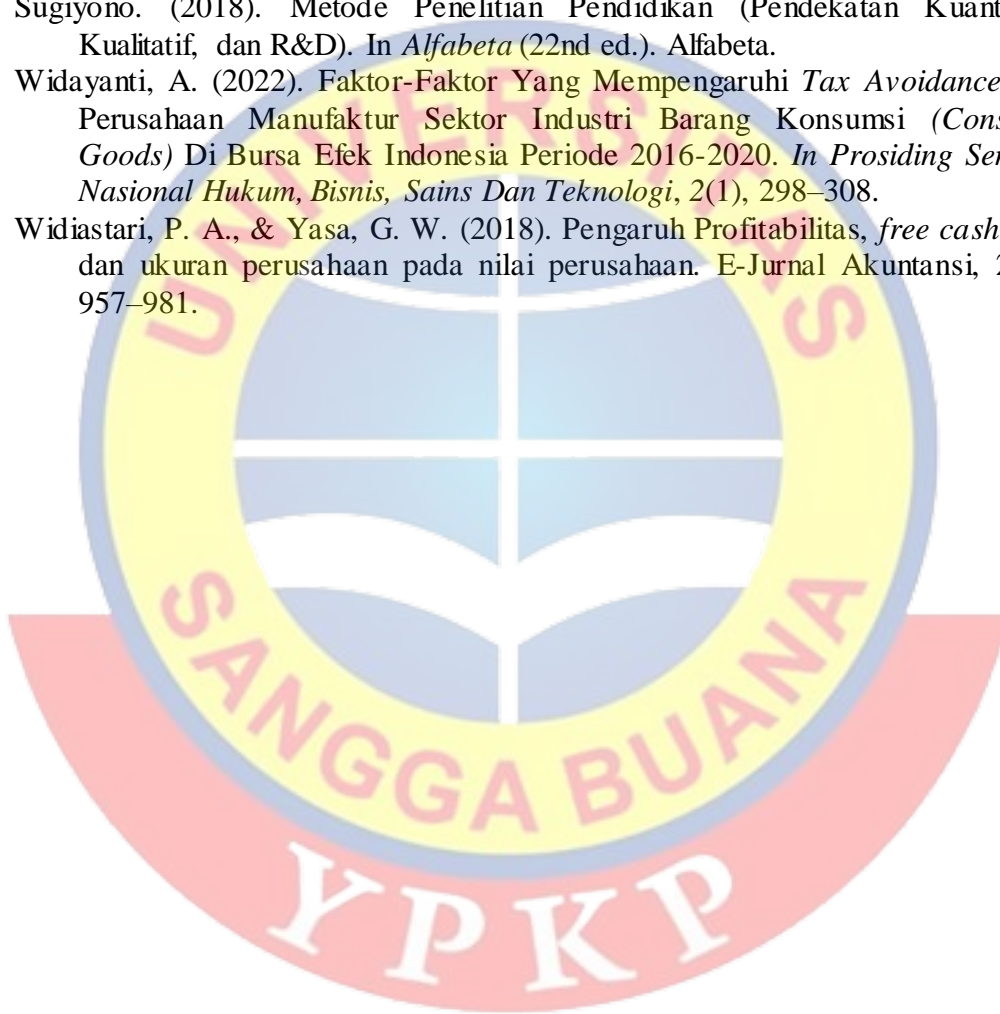 Sugiyono. (2018). Metode Penelitian Pendidikan (Pendekatan Kuant
Kualitatif, dan R&D). In Alfabeta (22nd ed.). Alfabeta.
Widayanti, A. (2022). Faktor-Faktor Yang Mempengaruhi Tax Avoidance
Perusahaan Manufaktur Sektor Industri Barang Konsumsi (Cons
Goods) Di Bursa Efek Indonesia Periode 2016-2020. In Prosiding Ser
Nasional Hukum, Bisnis, Sains Dan Teknologi, 2(1), 298–308.
Widiastari, P. A., & Yasa, G. W. (2018). Pengaruh Profitabilitas, free cash
dan ukuran perusahaan pada nilai perusahaan. E-Jurnal Akuntansi, 2
957–981.
UNIVERSITAS
SANGGA BUANA
YPKP